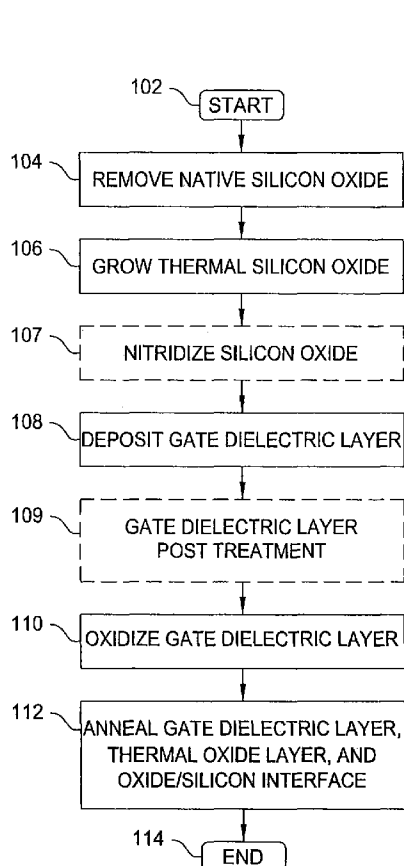 102
START
104
REMOVE NATIVE SILICON OXIDE
106
GROW THERMAL SILICON OXIDE
107
NITRIDIZE SILICON OXIDE
108
DEPOSIT GATE DIELECTRIC LAYER
109
GATE DIELECTRIC LAYER
POST TREATMENT
110
OXIDIZE GATE DIELECTRIC LAYER
112
ANNEAL GATE DIELECTRIC LAYER,
THERMAL OXIDE LAYER, AND
OXIDE/SILICON INTERFACE
114
END